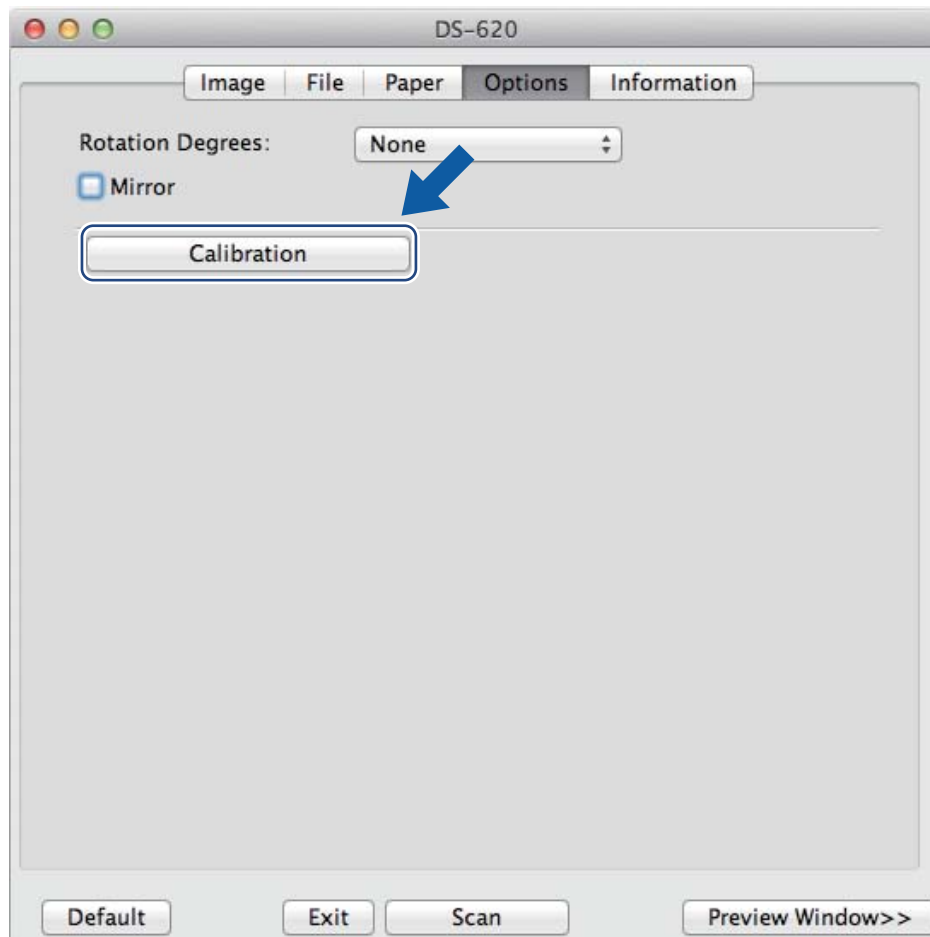 DS-620
Image File Paper Options Information
Rotation Degrees: None
Mirror
Calibration
Default Exit Scan Preview Window>>